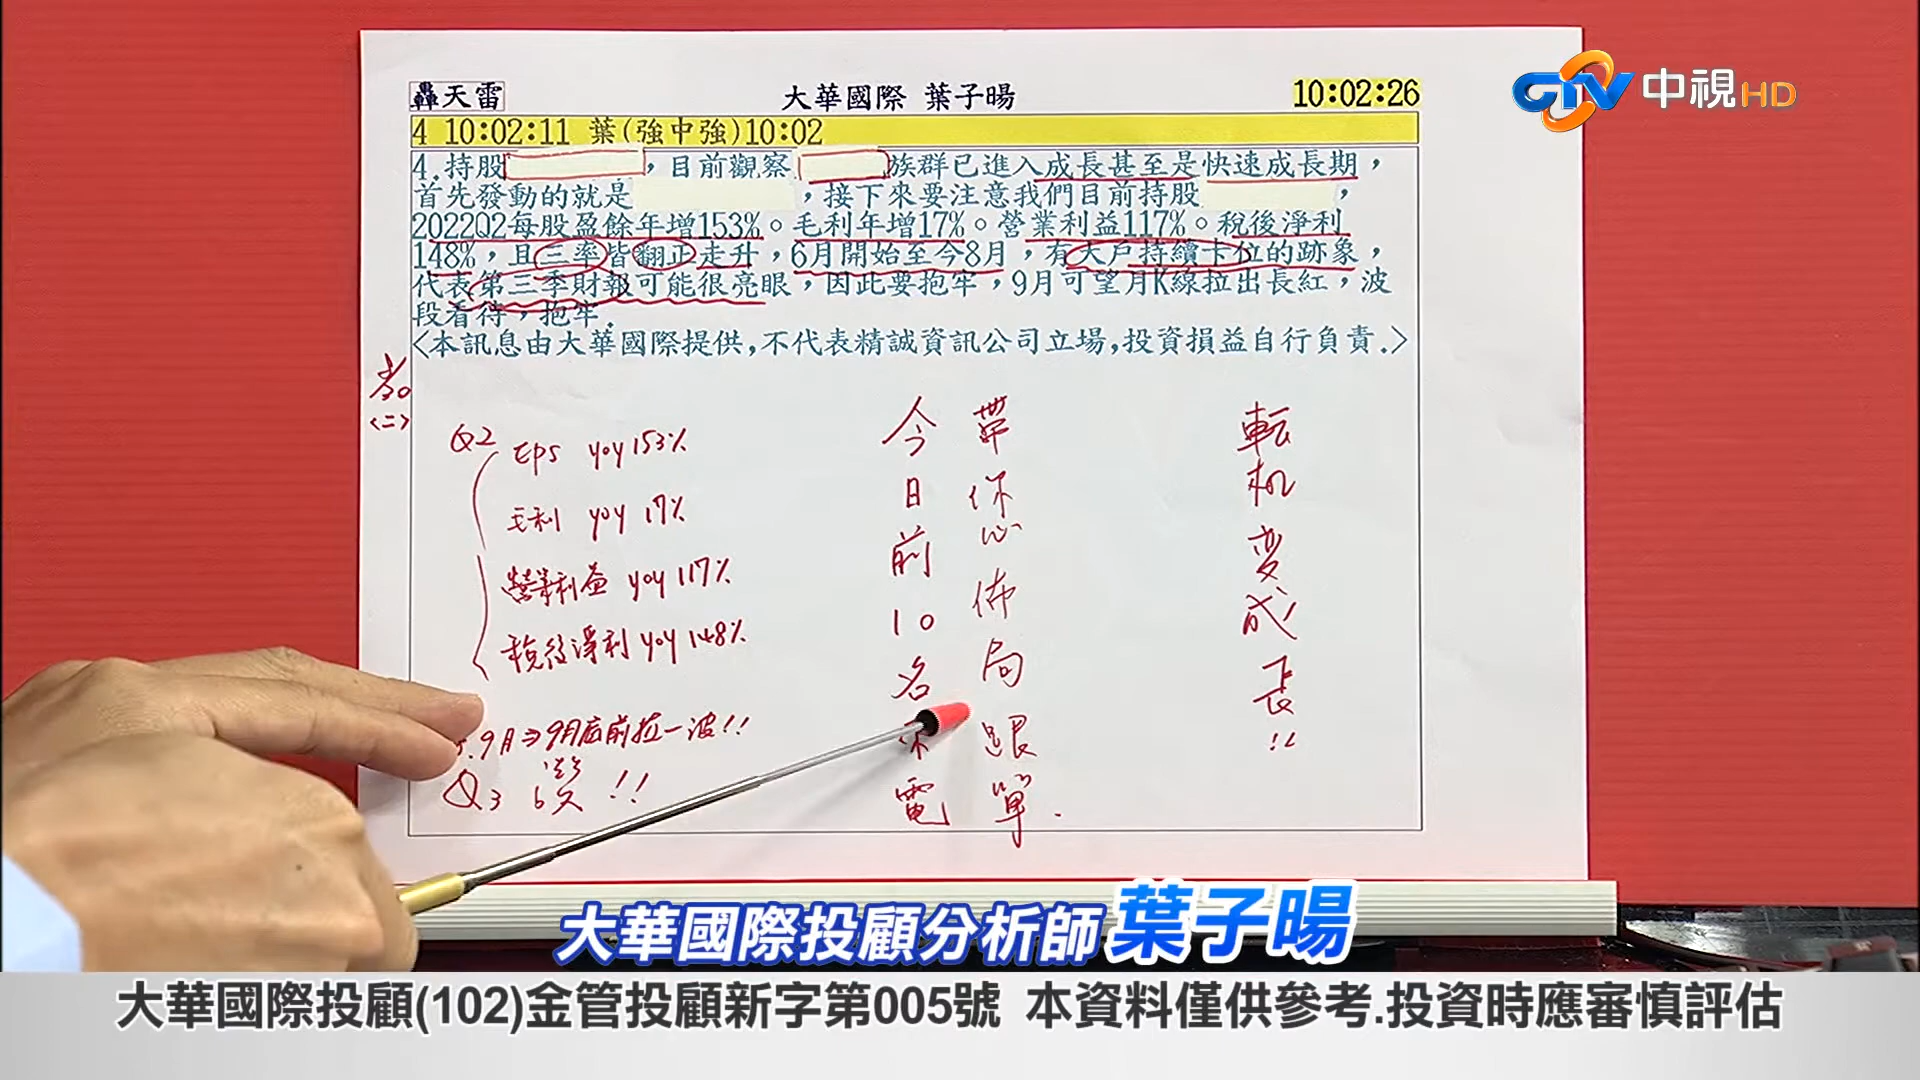 CTV 中視HD
轟天雷 大華國際 葉子暘 10:02:26
4 10:02:11 葉(強中強)10:02
4.持股，目前觀察族群已進入成長甚至是快速成長期，
首先發動的就是，接下來要注意我們目前持股，
2022Q2每股盈餘年增153%。毛利年增17%。營業利益117%。稅後淨利
148%，且三率皆翻正走升，6月開始至今8月，有大戶持續卡位的跡象，
代表第三季財報可能很亮眼，因此要抱牢，9月可望月K線拉出長紅，波
段看待，抱牢.
<本訊息由大華國際提供,不代表精誠資訊公司立場,投資損益自行負責.>
8/30
<二>
Q2
EPS yoy 153%
毛利 yoy 17%
營業利益 yoy 117%
稅後淨利 yoy 148%
9月⇒9月底前拉一波!!
Q3
今日前10名來電
帶你佈局跟單.
転机变成長!!
大華國際投顧分析師 葉子暘
大華國際投顧(102)金管投顧新字第005號 本資料僅供參考.投資時應審慎評估